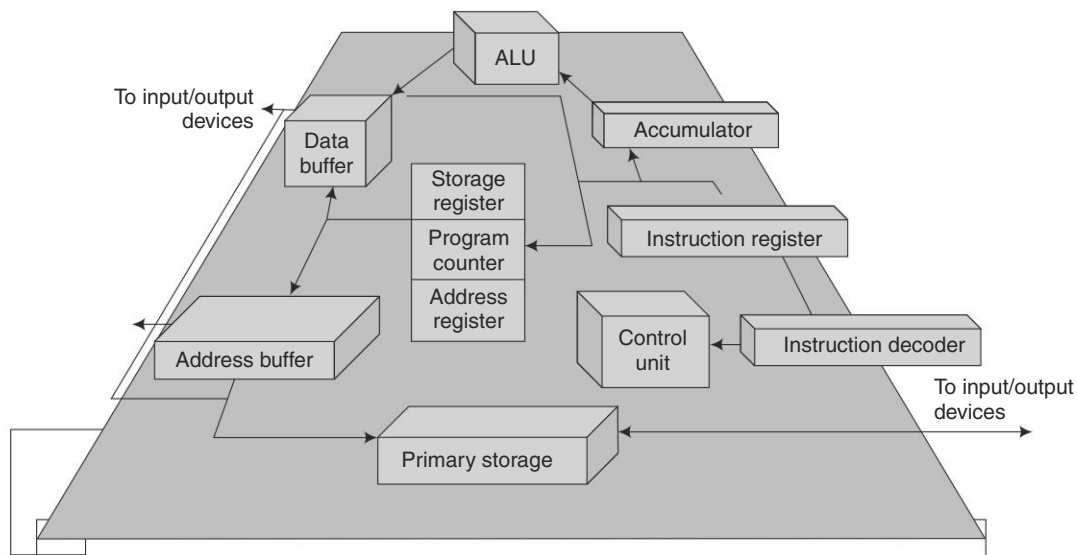 ALU
To input/output
devices
Data
buffer
Accumulator
Storage
register
Program
counter
Address
register
Instruction register
Address buffer
Control
unit
Instruction decoder
To input/output
devices
Primary storage